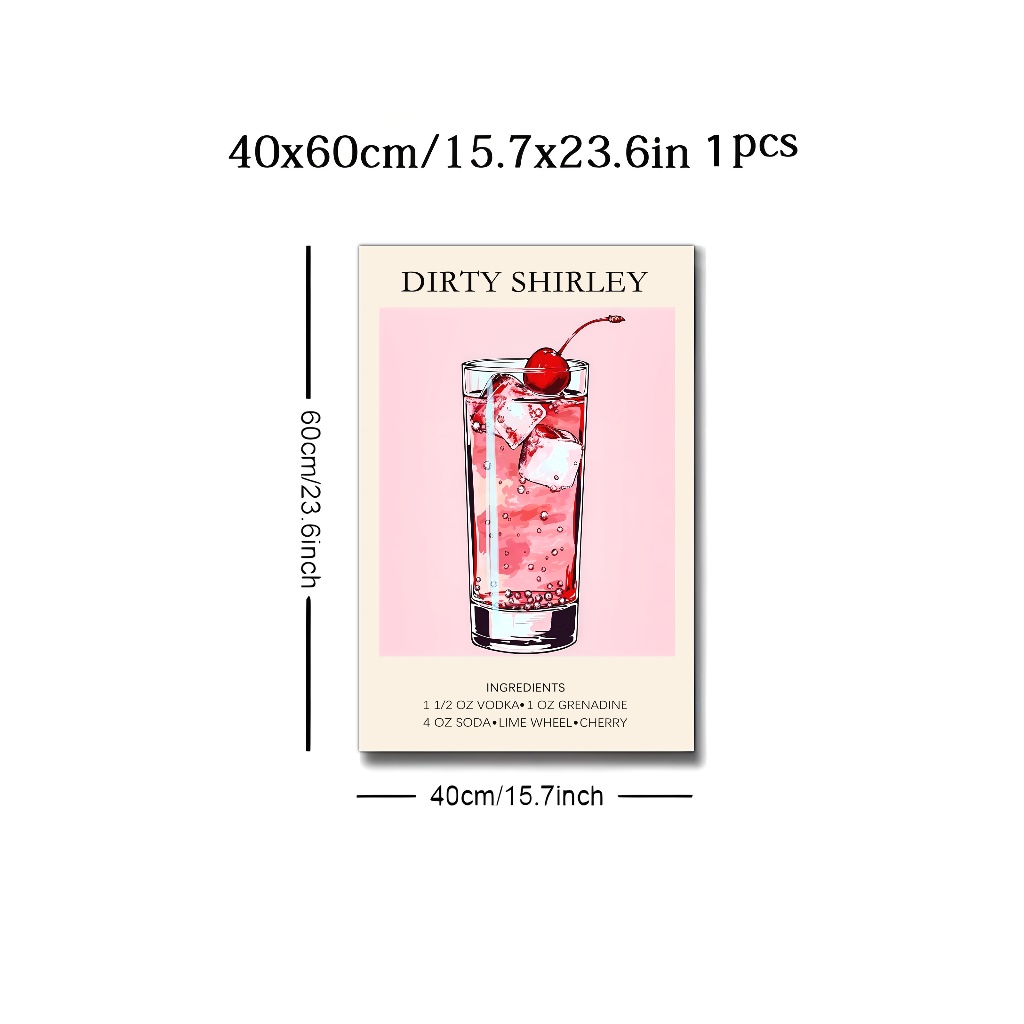 40x60cm/15.7x23.6in 1pcs
DIRTY SHIRLEY
60cm/23.6inch
INGREDIENTS
1 1/2 OZ VODKA•1 OZ GRENADINE
4 OZ SODA•LIME WHEEL•CHERRY
40cm/15.7inch